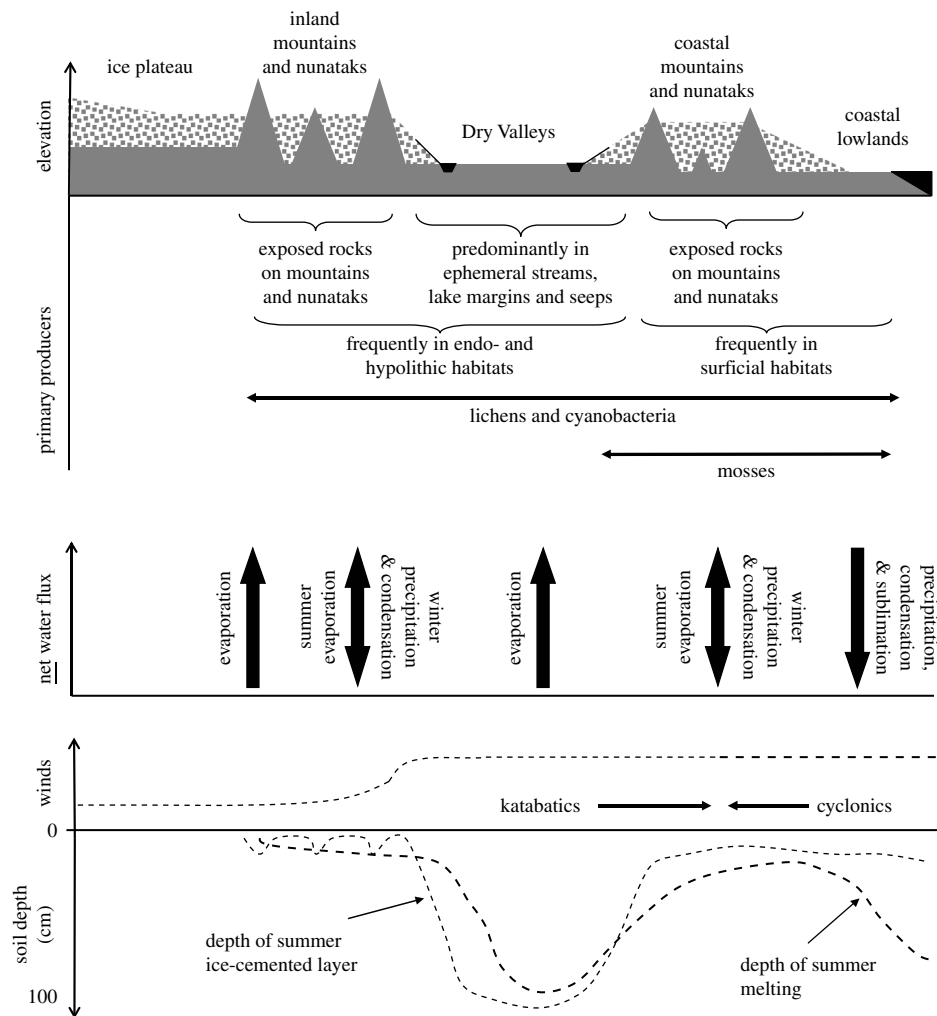 inland
mountains
and nunataks
ice plateau
coastal
mountains
and nunataks
coastal
lowlands
Dry Valleys
elevation
exposed rocks
on mountains
and nunataks
predominantly in
ephemeral streams,
lake margins and seeps
exposed rocks
on mountains
and nunataks
frequently in endo- and
hypolithic habitats
frequently in
surficial habitats
lichens and cyanobacteria
mosses
primary producers
net water flux
evaporation
summer
evaporation
winter
precipitation
& condensation
evaporation
summer
evaporation
winter
precipitation
& condensation
precipitation,
condensation
& sublimation
winds
katabatics
cyclonics
0
soil depth
(cm)
100
depth of summer
ice-cemented layer
depth of summer
melting